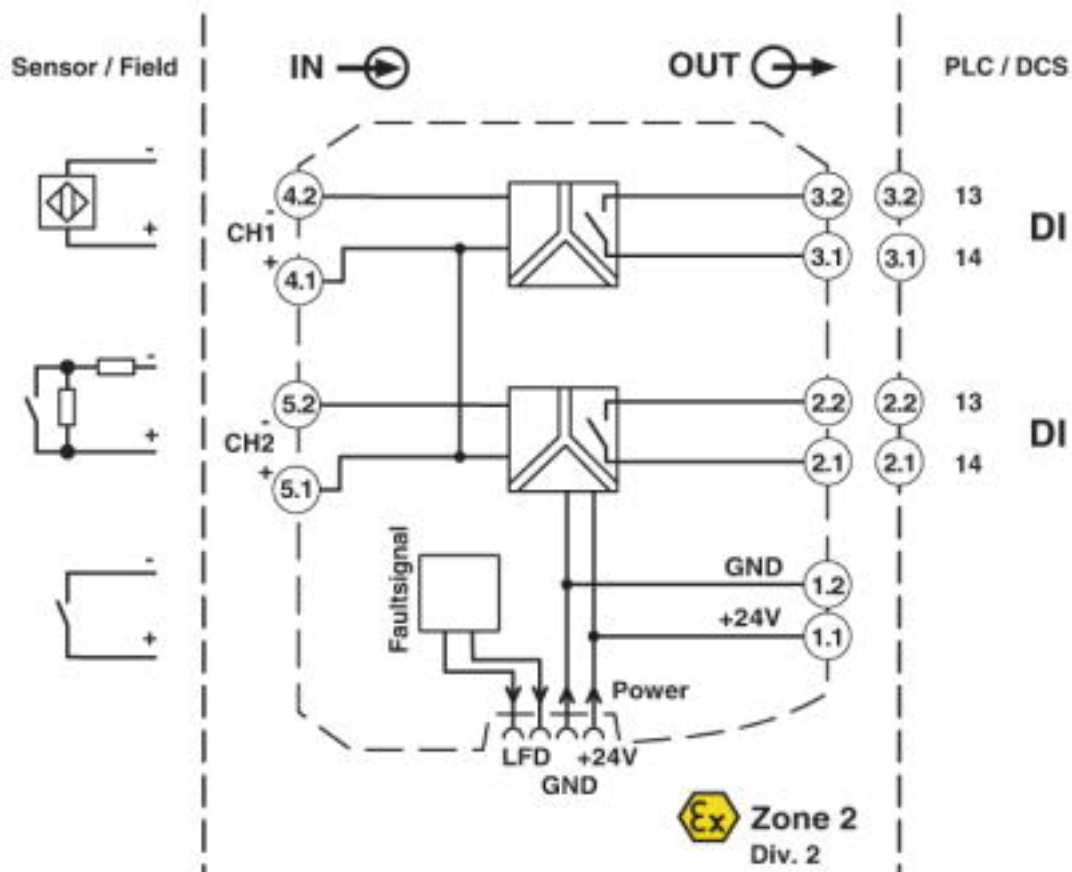 Sensor / Field
IN
OUT
PLC / DCS
-
+
4.2
-
CH1
+
4.1
3.2
3.2
13
DI
3.1
3.1
14
-
+
5.2
-
CH2
+
5.1
2.2
2.2
13
DI
2.1
2.1
14
-
+
Faultsignal
GND
1.2
+24V
1.1
Power
LFD
+24V
GND
Ex
Zone 2
Div. 2